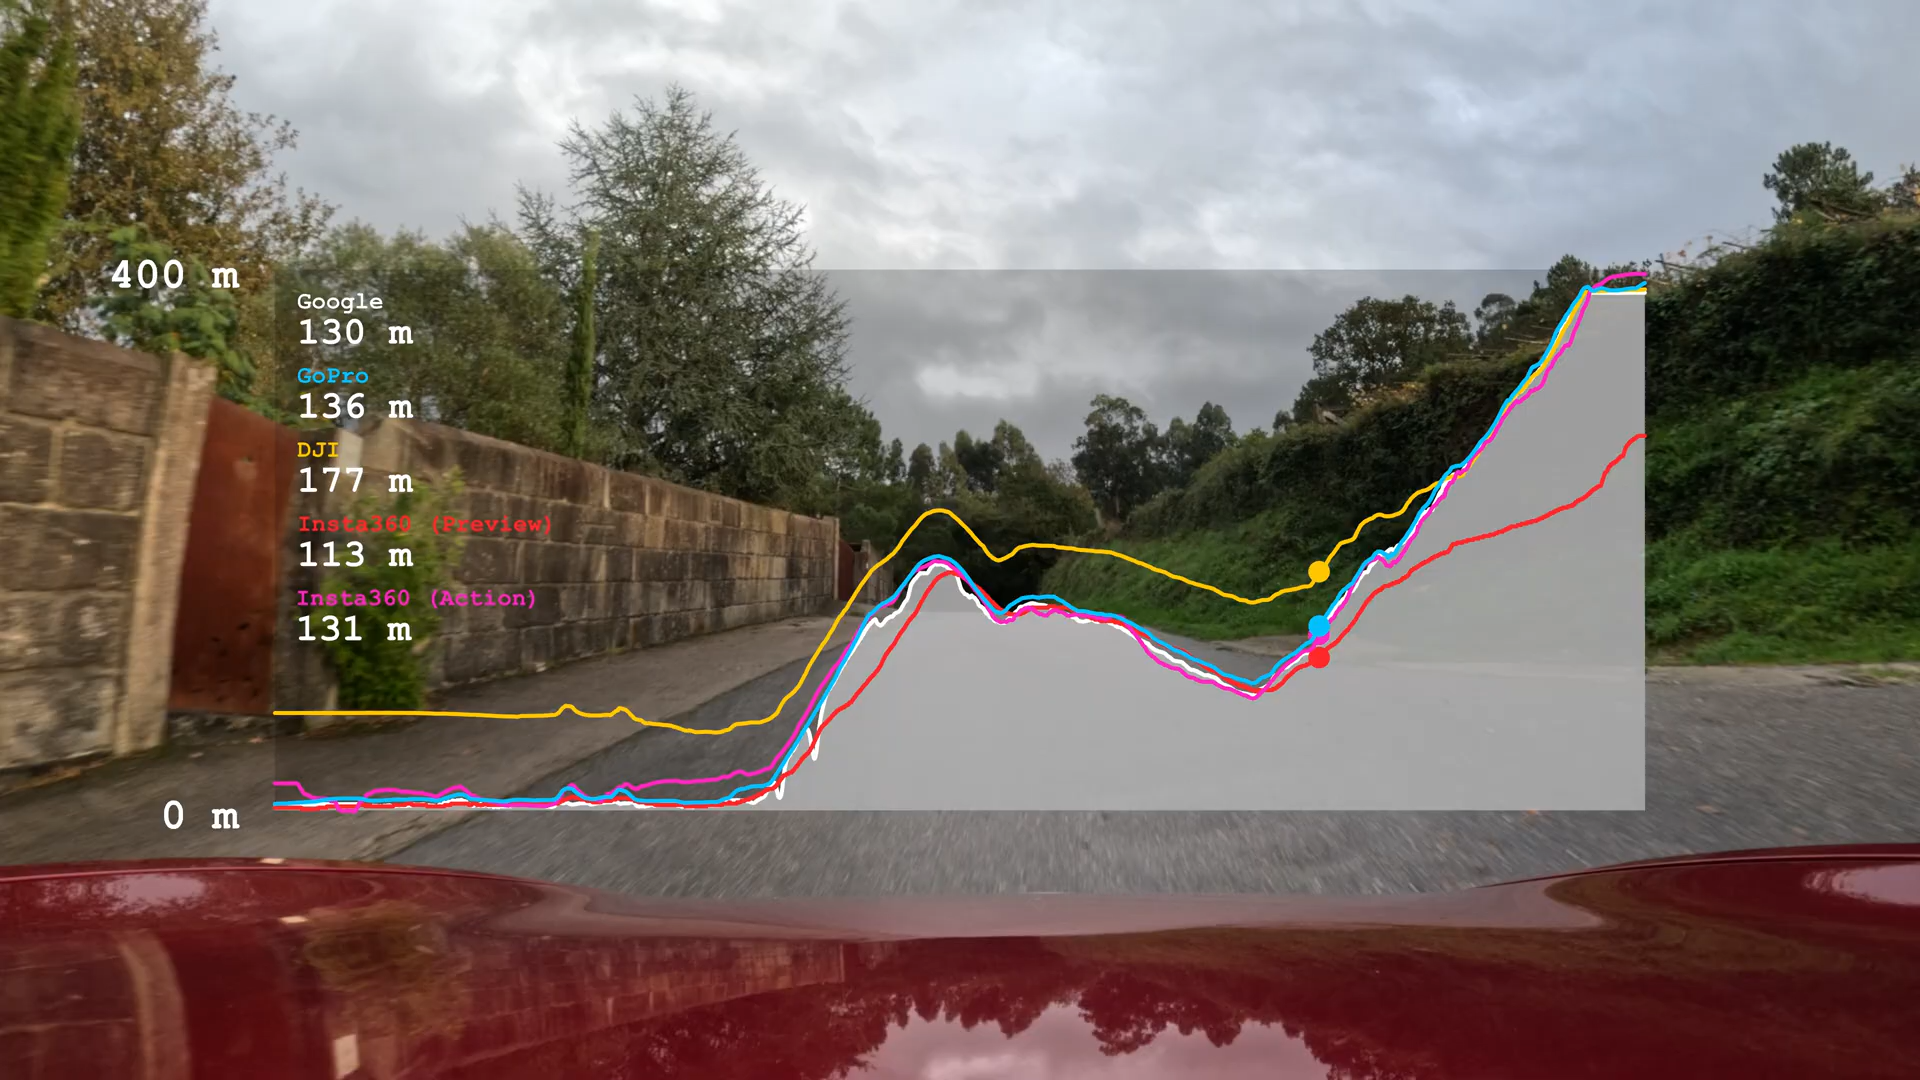 400 m
Google
130 m
GoPro
136 m
DJI
177 m
Insta360 (Preview)
113 m
Insta360 (Action)
131 m
0 m